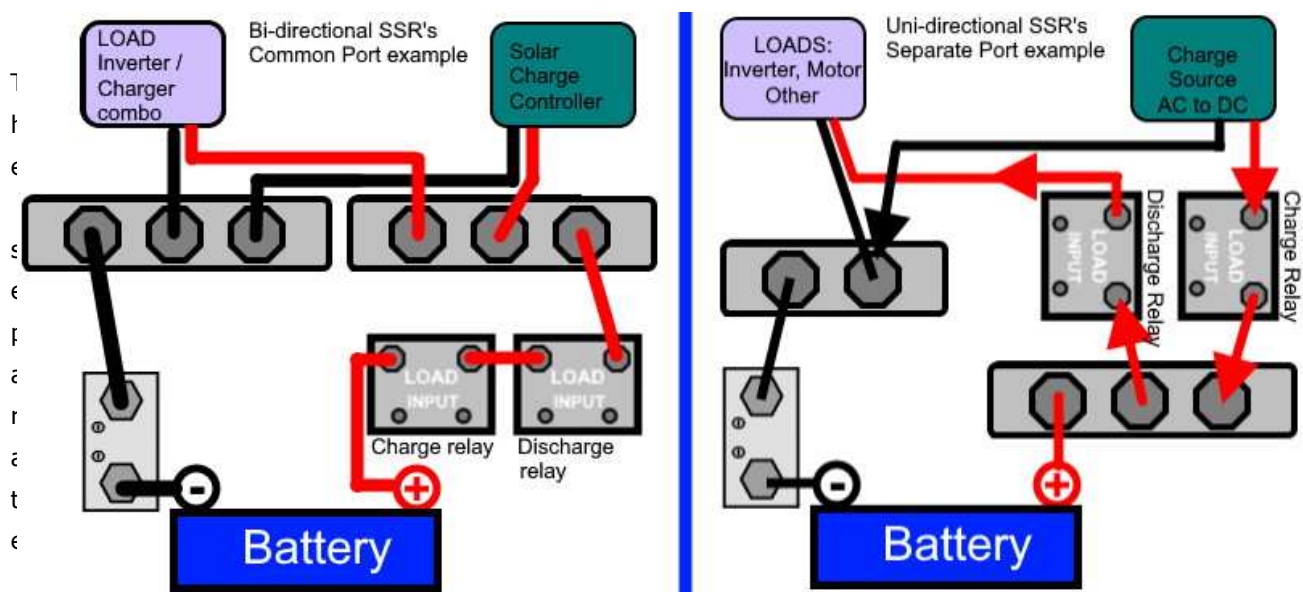 LOAD
Inverter /
Charger
combo
Bi-directional SSR's
Common Port example
Solar
Charge
Controller
LOAD
INPUT
LOAD
INPUT
Charge relay
Discharge
relay
-
+
Battery
LOADS:
Inverter, Motor
Other
Uni-directional SSR's
Separate Port example
Charge
Source
AC to DC
LOAD
INPUT
Discharge Relay
LOAD
INPUT
Charge Relay
-
+
Battery